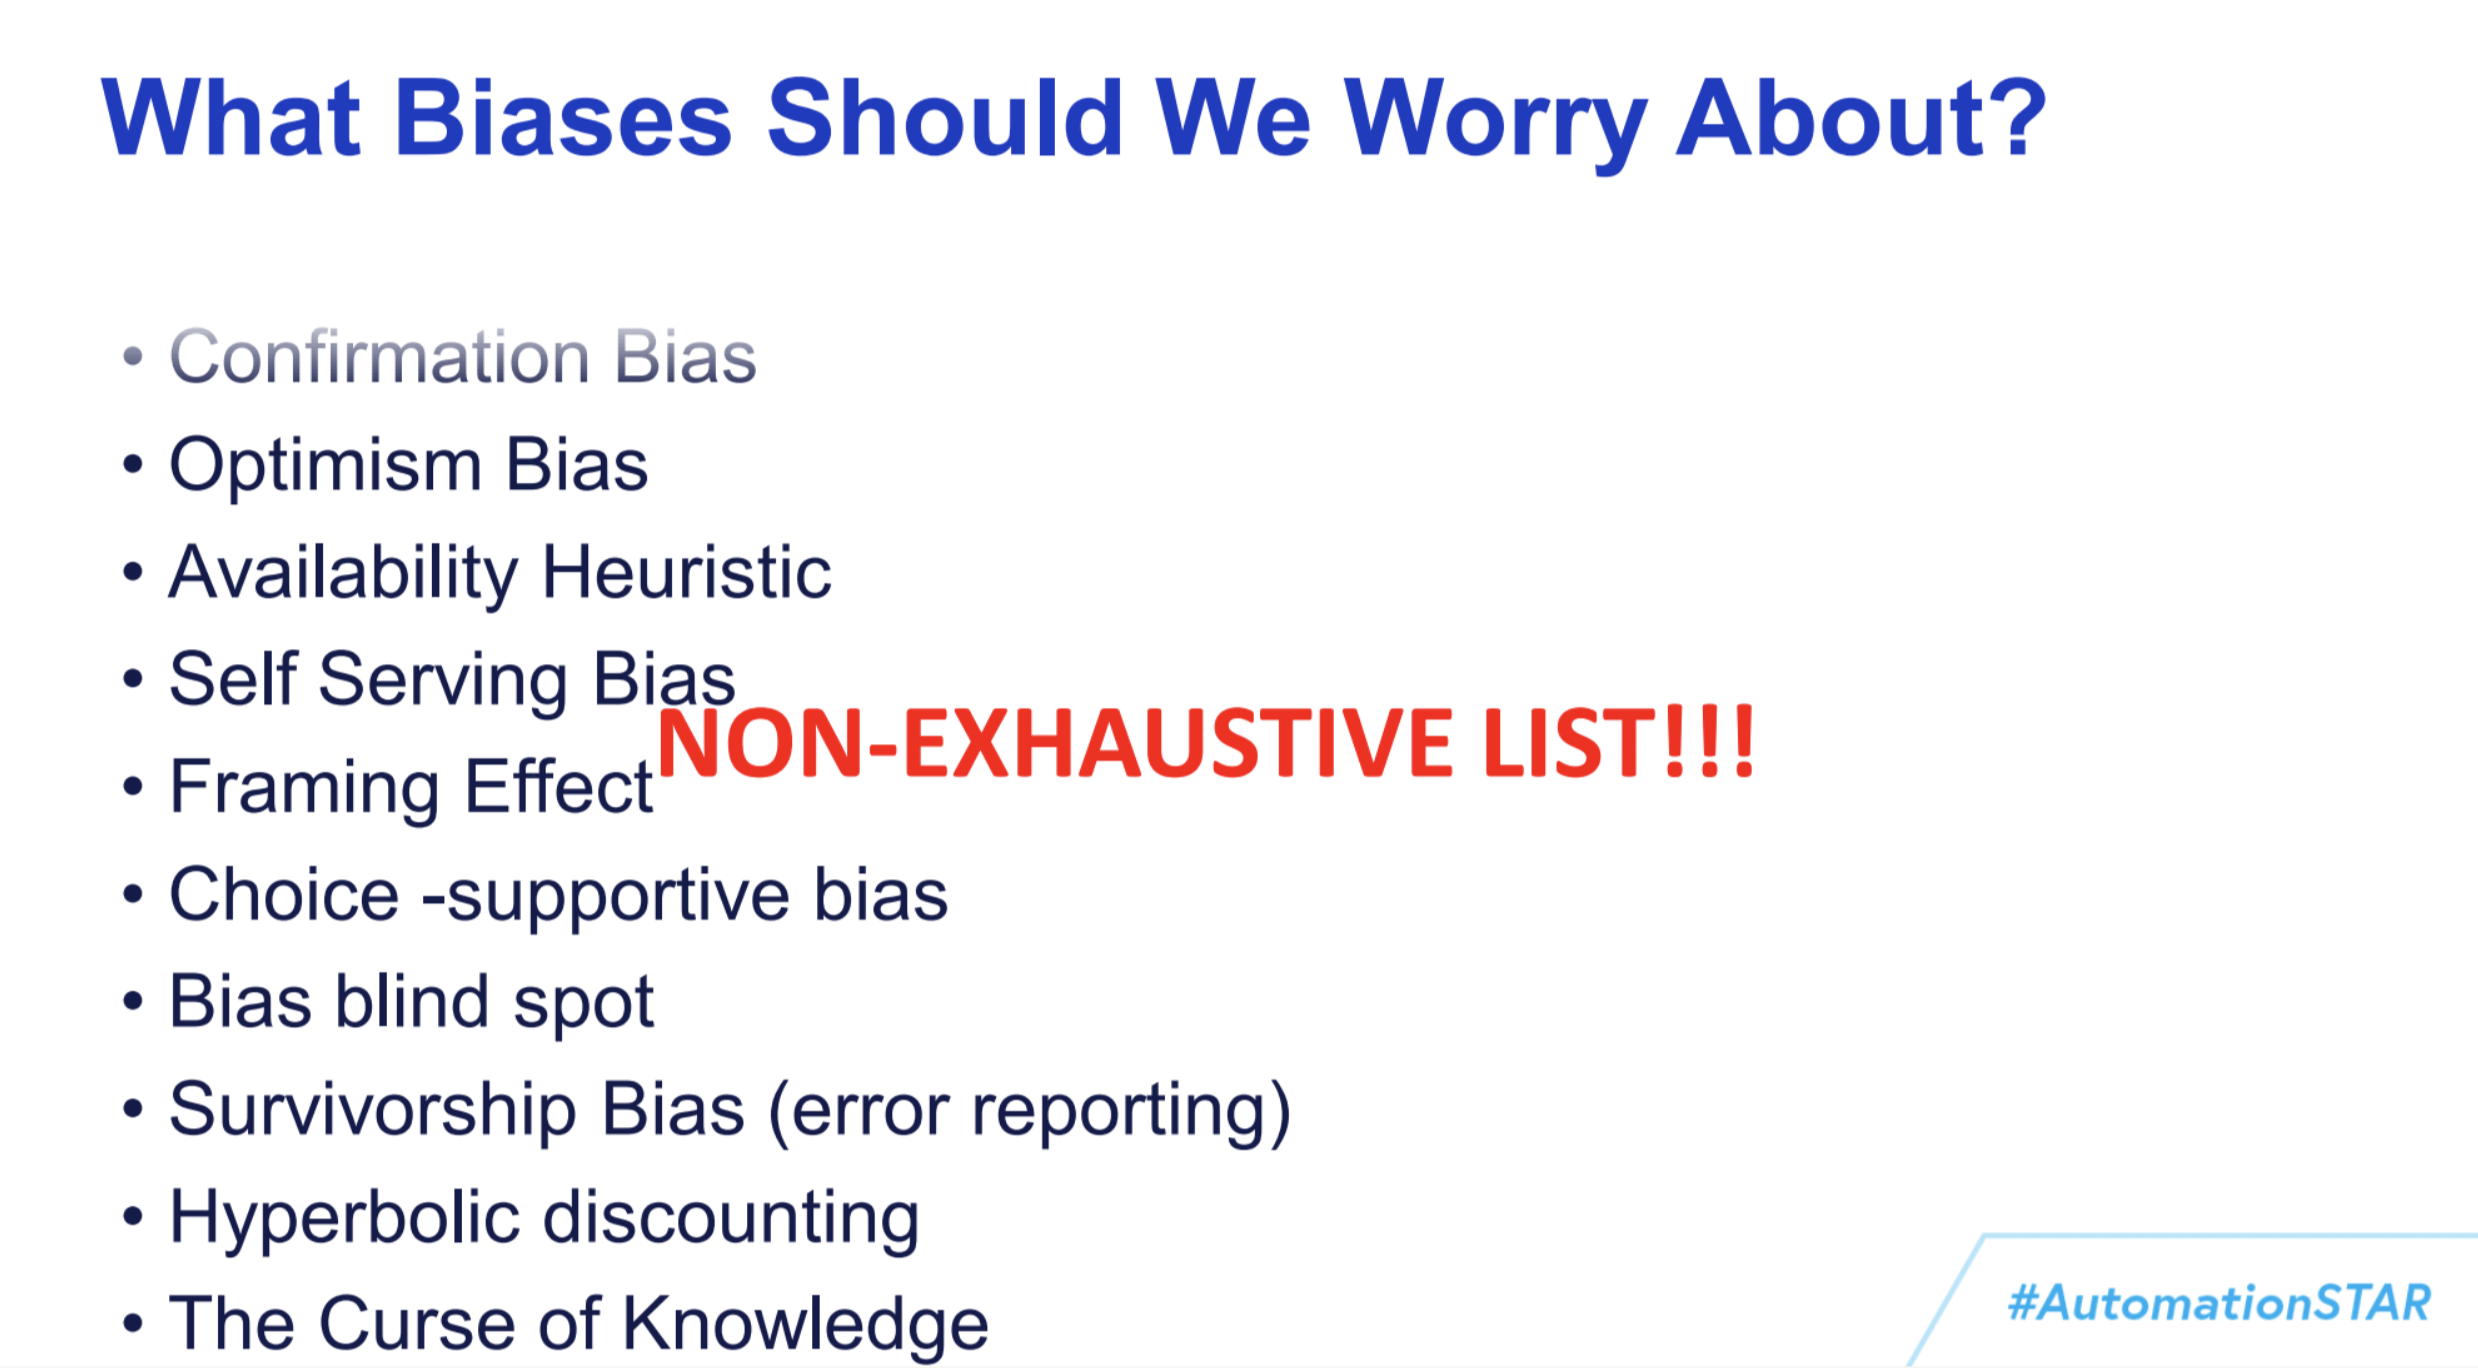 What Biases Should We Worry About?
• Confirmation Bias
• Optimism Bias
• Availability Heuristic
• Self Serving Bias
NON-EXHAUSTIVE LIST!!!
• Framing Effect
• Choice -supportive bias
• Bias blind spot
• Survivorship Bias (error reporting)
• Hyperbolic discounting
• The Curse of Knowledge
#AutomationSTAR